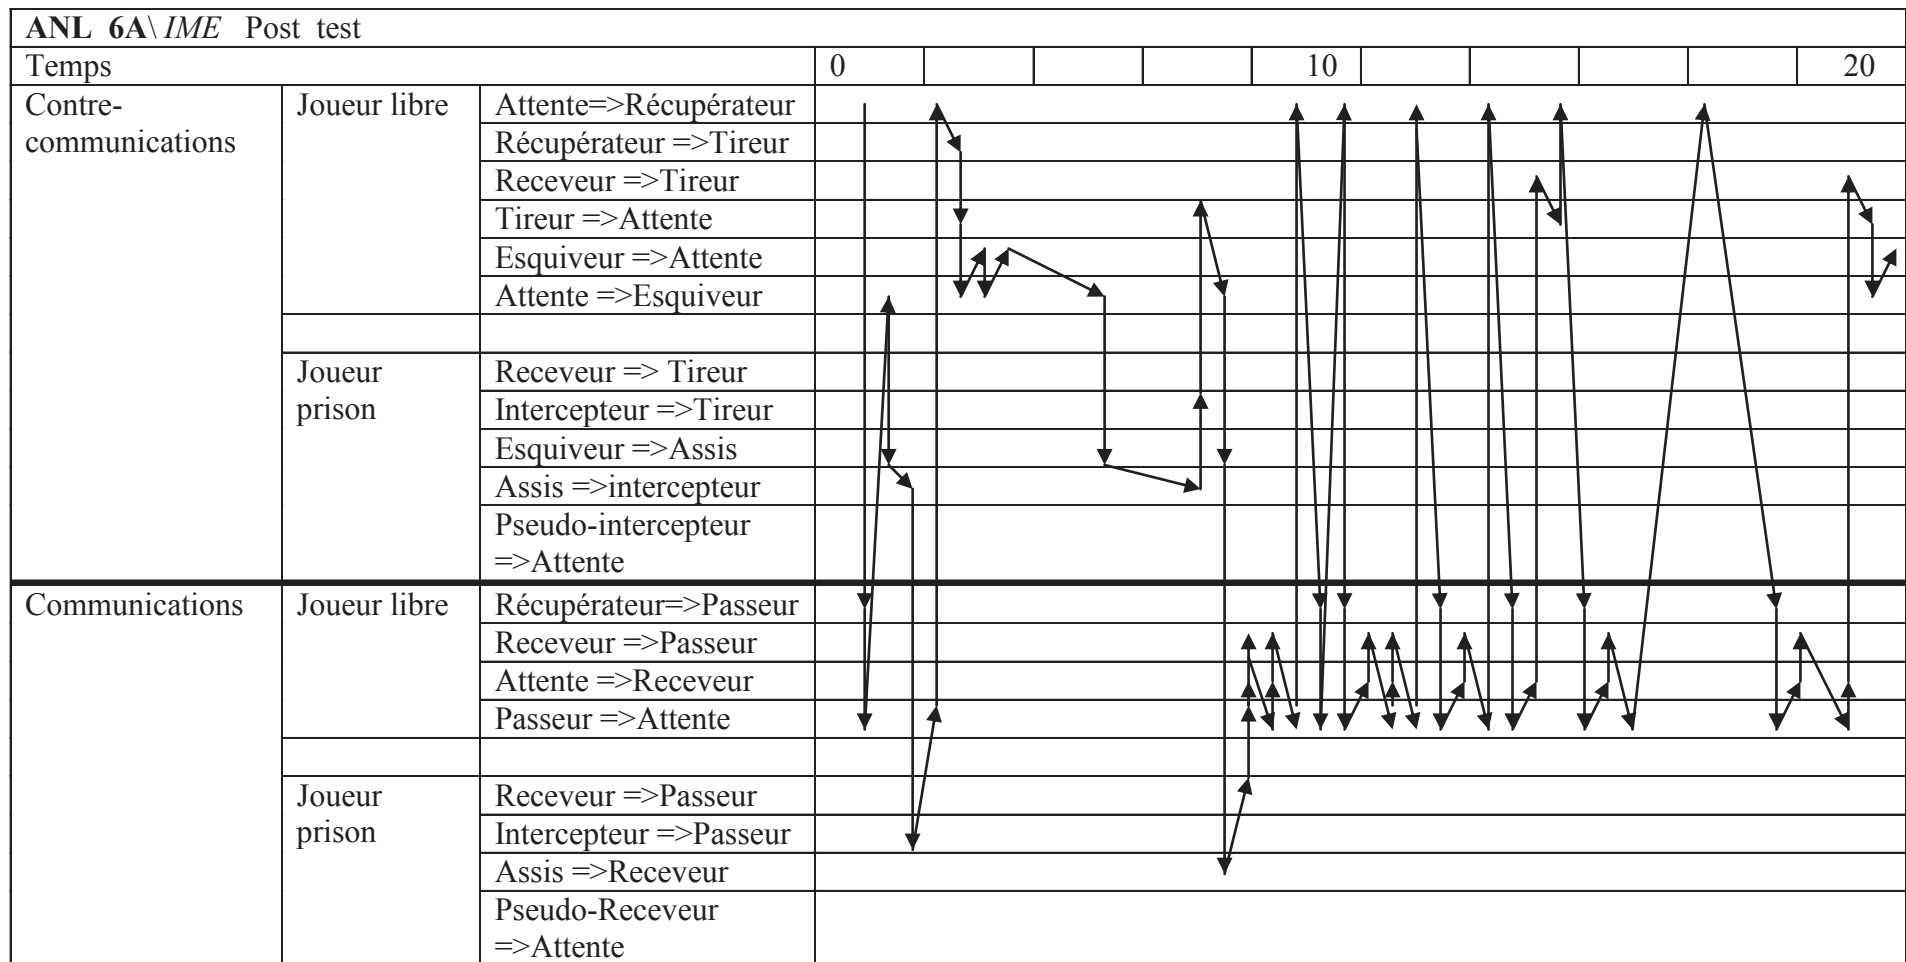 ANL 6A\ IME Post test
Temps 0 10 20
Contre- Joueur libre Attente=>Récupérateur
communications Récupérateur =>Tireur
Receveur =>Tireur
Tireur =>Attente
Esquiveur =>Attente
Attente =>Esquiveur
Joueur Receveur => Tireur
prison Intercepteur =>Tireur
Esquiveur =>Assis
Assis =>intercepteur
Pseudo-intercepteur
=>Attente
Communications Joueur libre Récupérateur=>Passeur
Receveur =>Passeur
Attente =>Receveur
Passeur =>Attente
Joueur Receveur =>Passeur
prison Intercepteur =>Passeur
Assis =>Receveur
Pseudo-Receveur
=>Attente